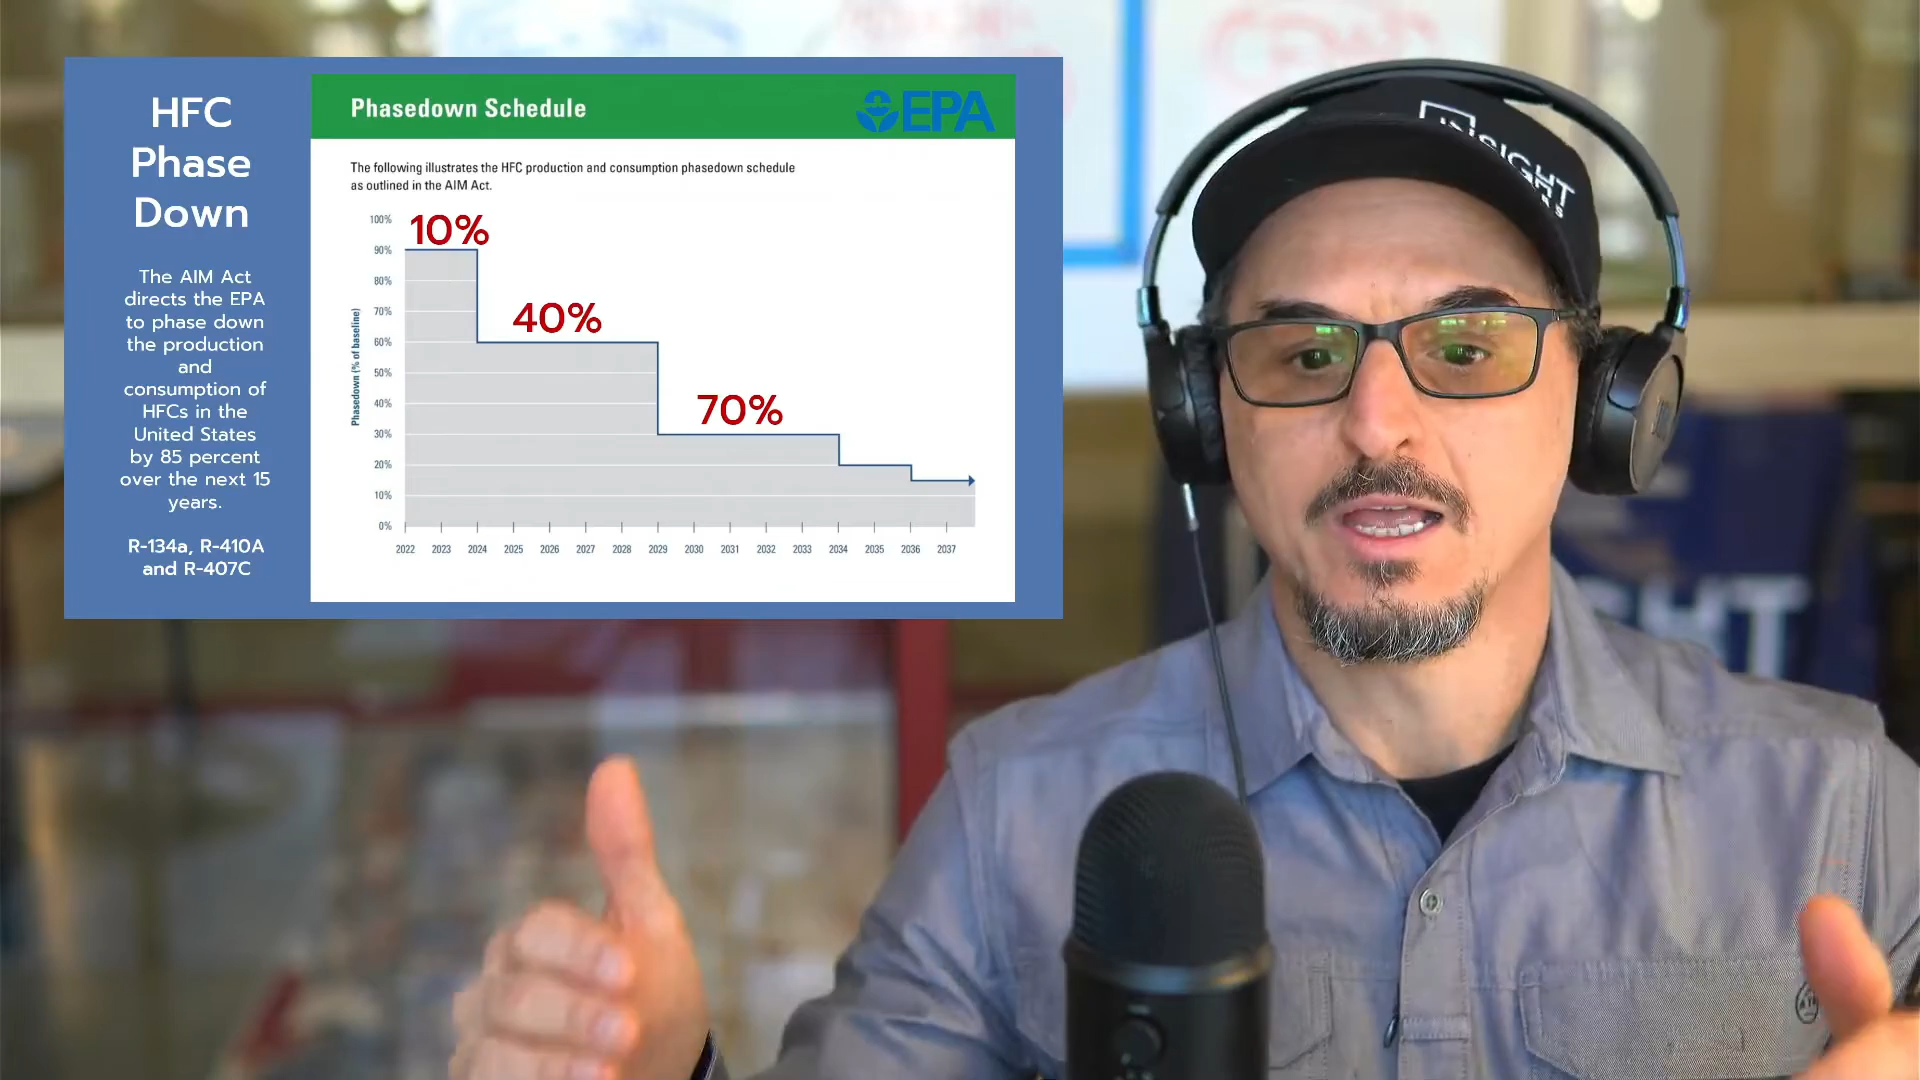 HFC
Phase
Down
The AIM Act
directs the EPA
to phase down
the production
and
consumption of
HFCs in the
United States
by 85 percent
over the next 15
years.
R-134a, R-410A
and R-407C
Phasedown Schedule
EPA
The following illustrates the HFC production and consumption phasedown schedule
as outlined in the AIM Act.
Phasedown (% of baseline)
100%
90%
80%
70%
60%
50%
40%
30%
20%
10%
0%
10%
40%
70%
2022 2023 2024 2025 2026 2027 2028 2029 2030 2031 2032 2033 2034 2035 2036 2037
INSIGHT
GHT